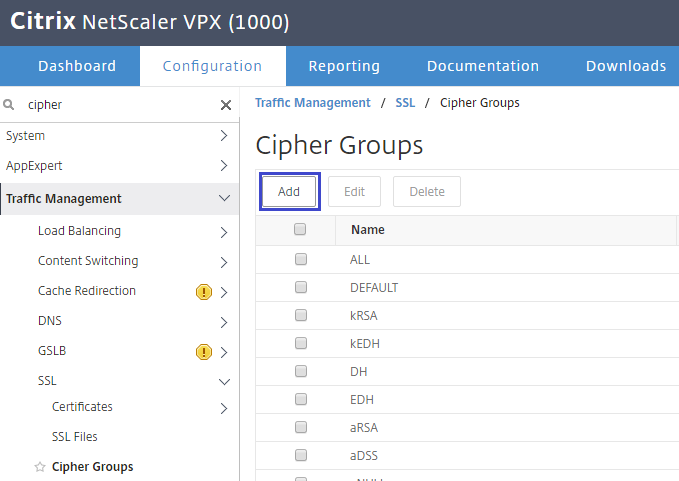 Citrix NetScaler VPX (1000)
Dashboard Configuration Reporting Documentation Downloads
cipher
System
AppExpert
Traffic Management
Load Balancing
Content Switching
Cache Redirection
DNS
GSLB
SSL
Certificates
SSL Files
Cipher Groups
Traffic Management / SSL / Cipher Groups
Cipher Groups
Add Edit Delete
Name
ALL
DEFAULT
kRSA
kEDH
DH
EDH
aRSA
aDSS